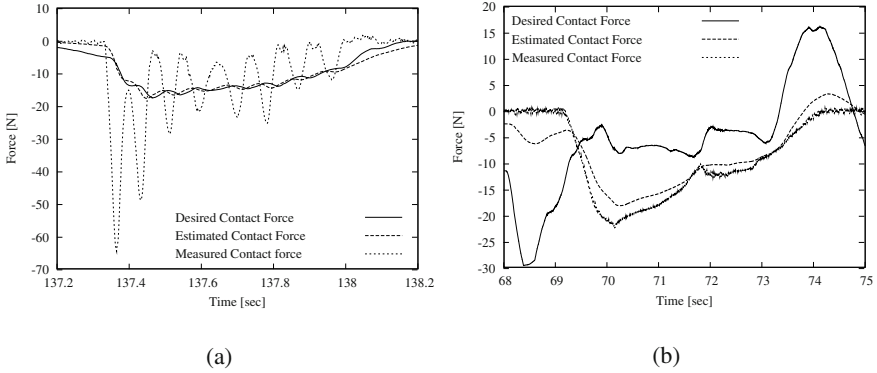 10
0
-10
-20
-30
-40
-50
-60
-70
Force [N]
Desired Contact Force
Estimated Contact Force
Measured Contact force
137.2 137.4 137.6 137.8 138 138.2
Time [sec]
(a)
20
15
10
5
0
-5
-10
-15
-20
-25
-30
Force [N]
Desired Contact Force
Estimated Contact Force
Measured Contact Force
68 69 70 71 72 73 74 75
Time [sec]
(b)